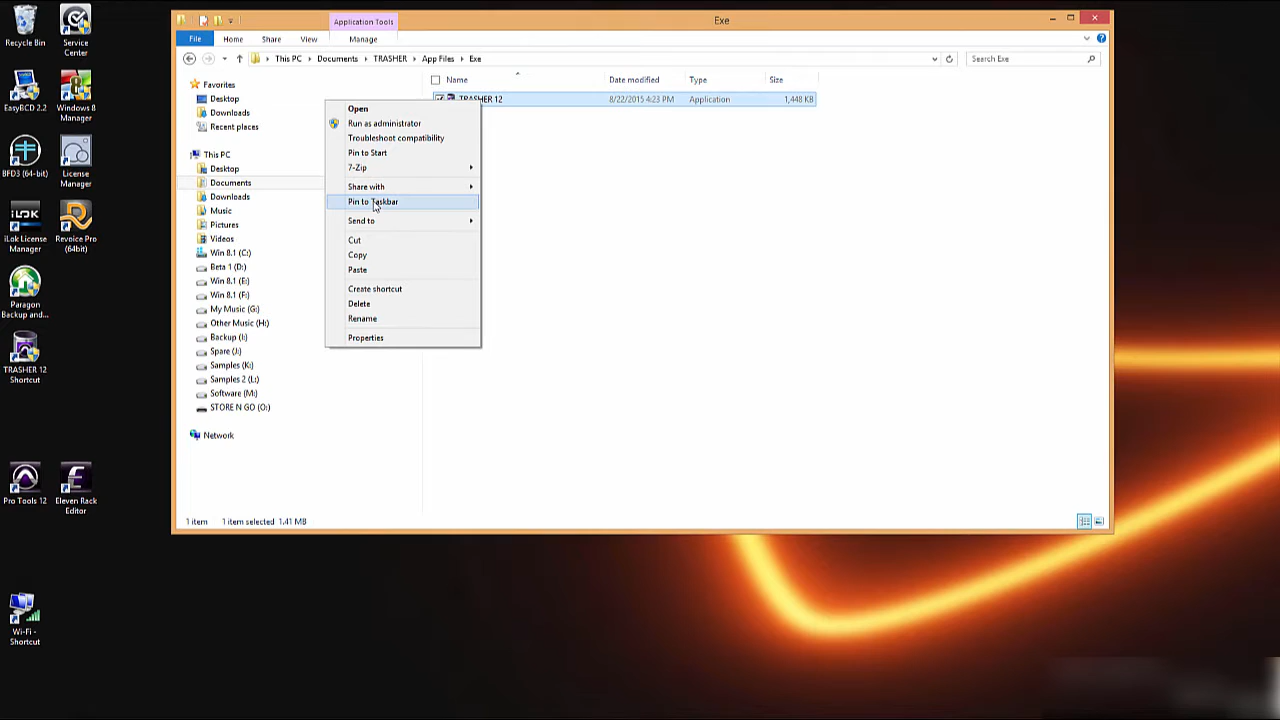 Application Tools
Exe
File Home Share View Manage
This PC Documents TRASHER App Files Exe
Search Exe
Name Date modified Type Size
TRASHER 12 8/22/2015 4:23 PM Application 1,448 KB
Favorites
Desktop
Downloads
Recent places
This PC
Desktop
Documents
Downloads
Music
Pictures
Videos
Win 8.1 (C:)
Beta 1 (D:)
Win 8.1 (E:)
Win 8.1 (F:)
My Music (G:)
Other Music (H:)
Backup (I:)
Spare (J:)
Samples (K:)
Samples 2 (L:)
Software (M:)
STORE N GO (O:)
Network
1 item 1 item selected 1.41 MB
Open
Run as administrator
Troubleshoot compatibility
Pin to Start
7-Zip
Share with
Pin to Taskbar
Send to
Cut
Copy
Paste
Create shortcut
Delete
Rename
Properties
Recycle Bin
Service
Center
EasyBCD 2.2
Windows 8
Manager
BFD3 (64-bit)
License
Manager
iLOK
iLok License
Manager
Revoice Pro
(64bit)
Paragon
Backup and...
TRASHER 12
Shortcut
Pro Tools 12
Eleven Rack
Editor
Wi-Fi -
Shortcut